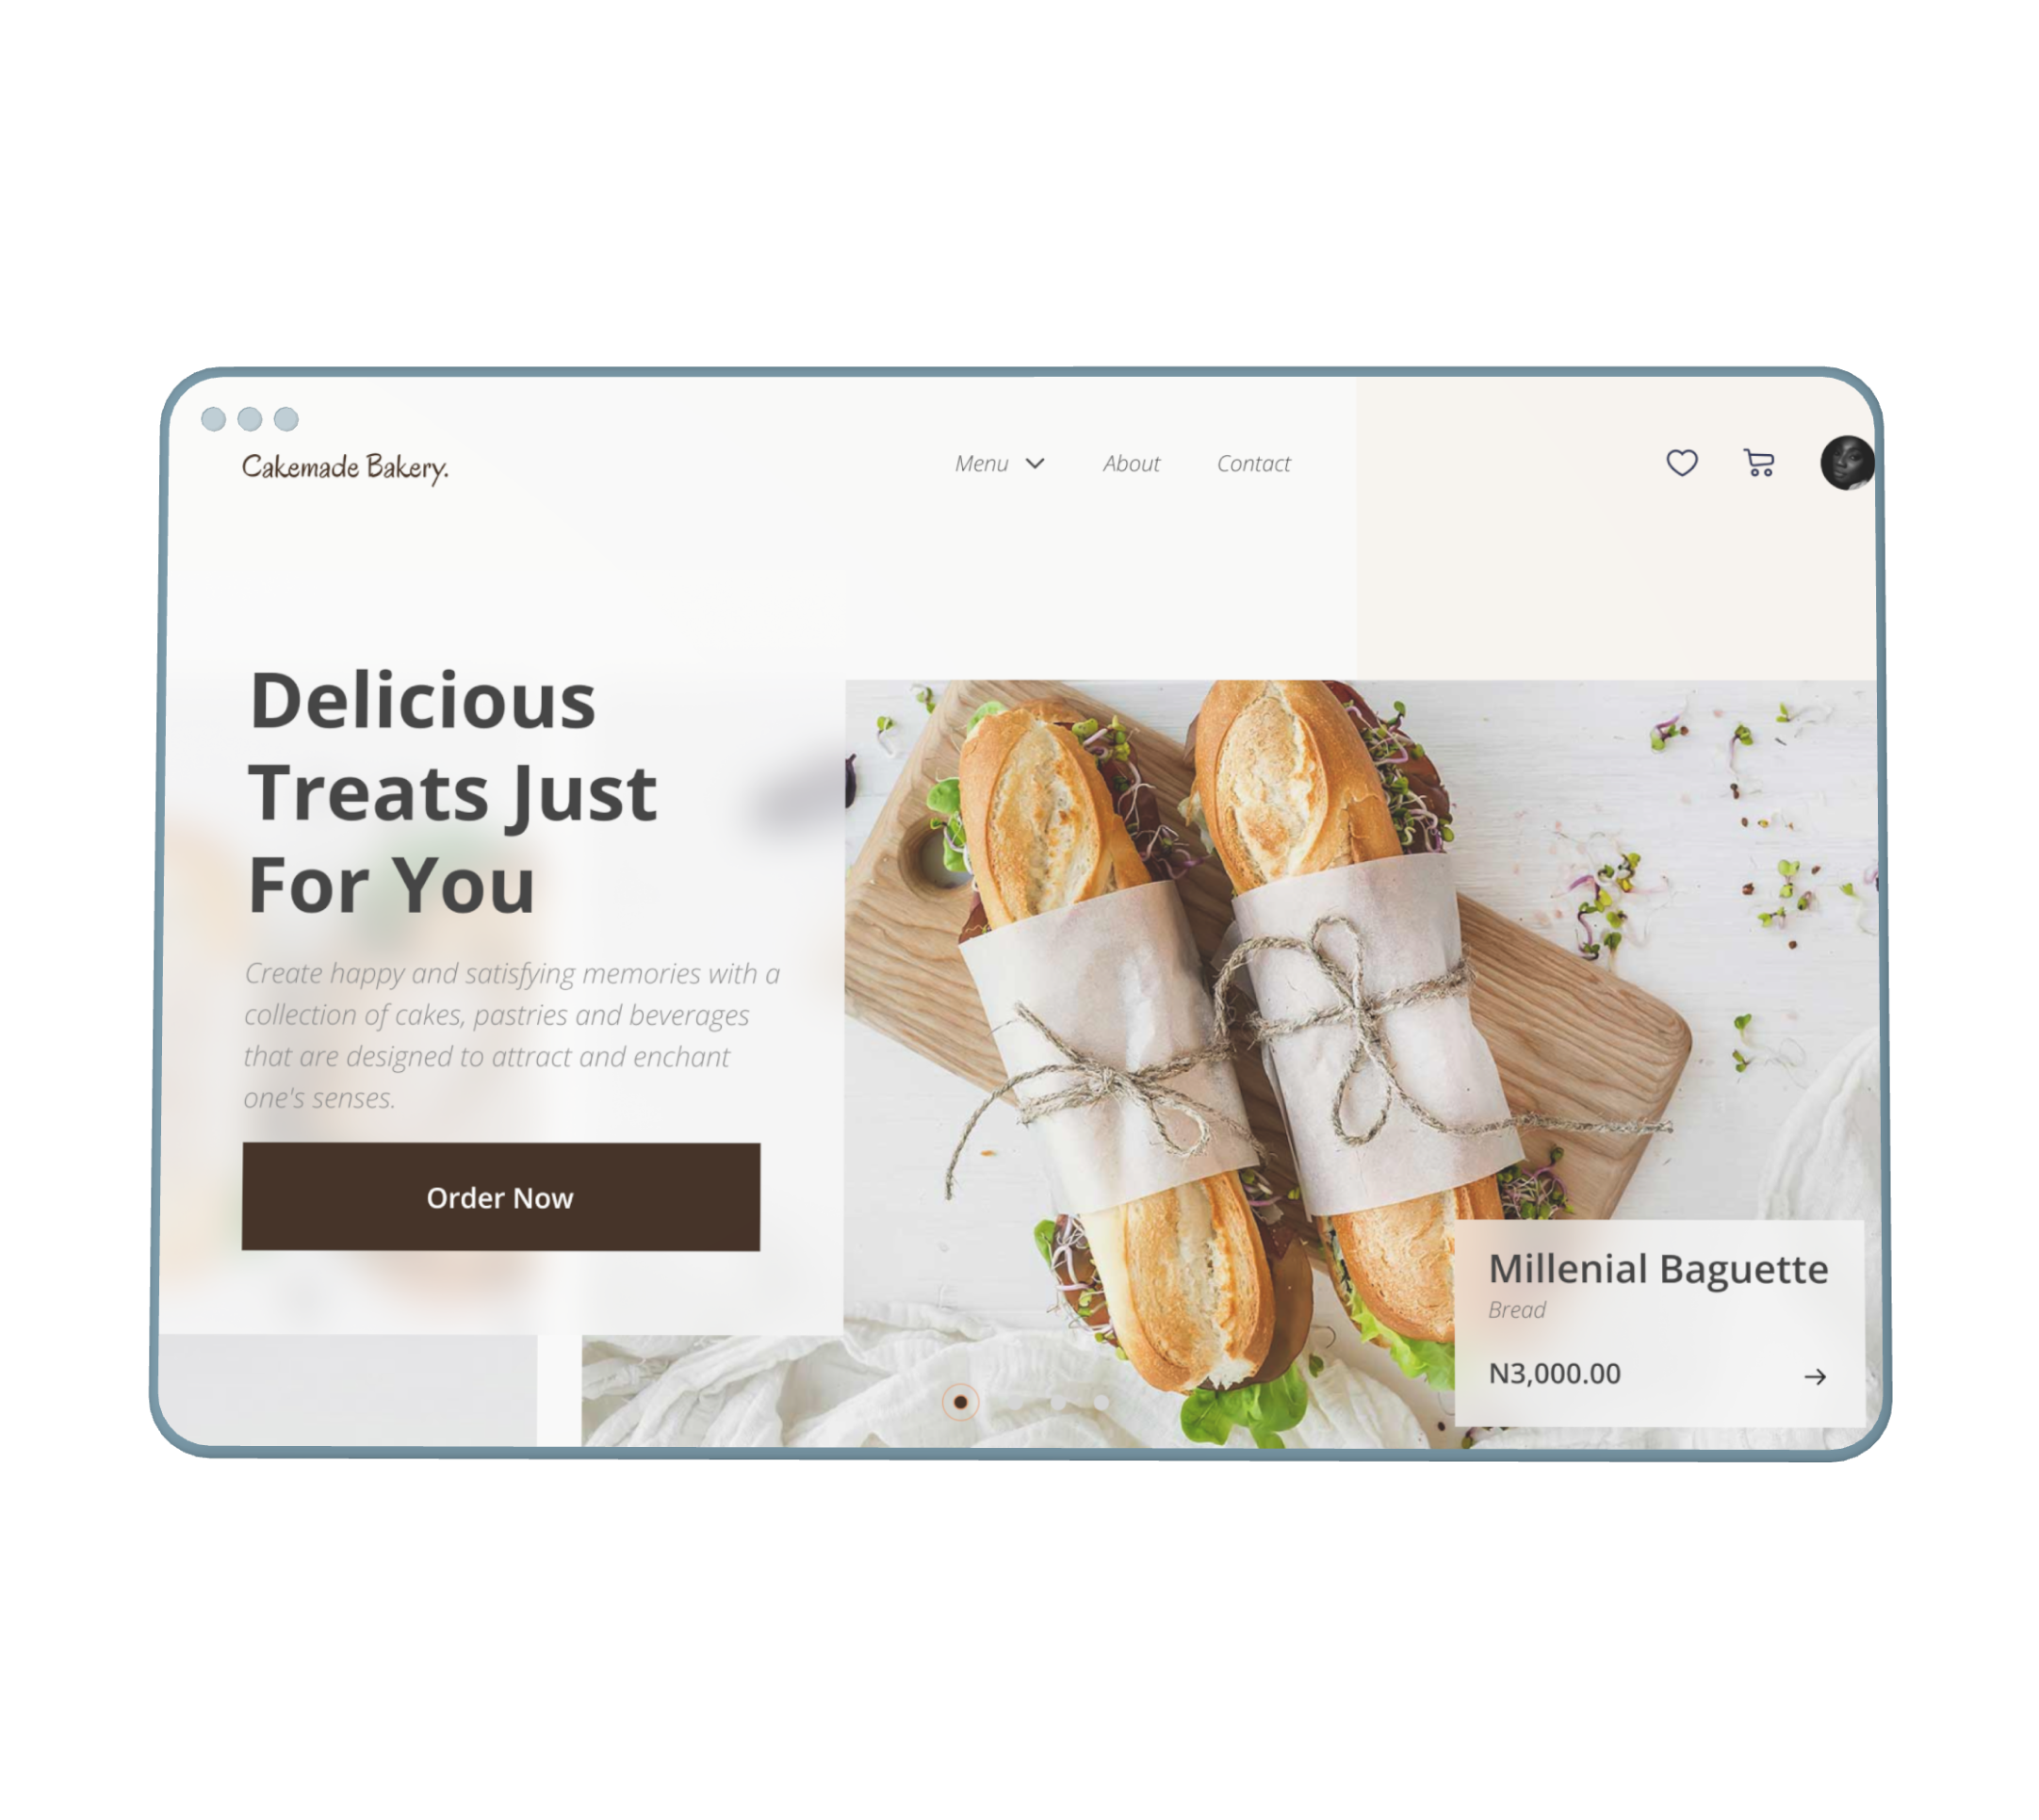 Cakemade Bakery.
Menu
About
Contact
Delicious
Treats Just
For You
Create happy and satisfying memories with a
collection of cakes, pastries and beverages
that are designed to attract and enchant
one's senses.
Order Now
Millenial Baguette
Bread
N3,000.00